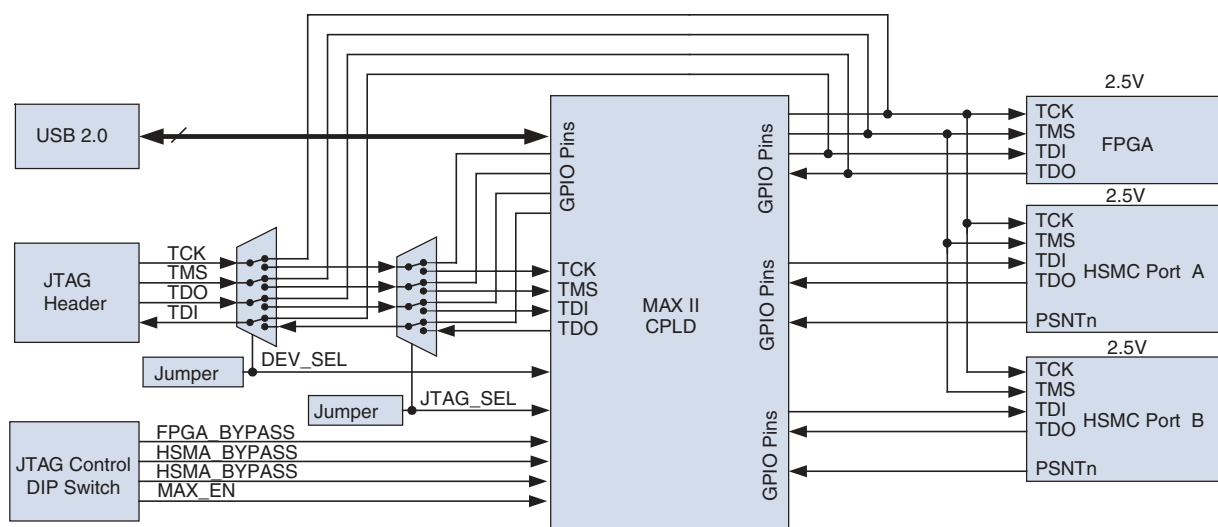 USB 2.0
JTAG
Header
TCK
TMS
TDO
TDI
Jumper
DEV_SEL
Jumper
JTAG_SEL
JTAG Control
DIP Switch
FPGA_BYPASS
HSMA_BYPASS
HSMA_BYPASS
MAX_EN
GPIO Pins
TCK
TMS
TDI
TDO
MAX II
CPLD
GPIO Pins
GPIO Pins
GPIO Pins
2.5V
TCK
TMS
TDI
TDO
FPGA
2.5V
TCK
TMS
TDI
TDO
HSMC Port A
PSNTn
2.5V
TCK
TMS
TDI
TDO
HSMC Port B
PSNTn